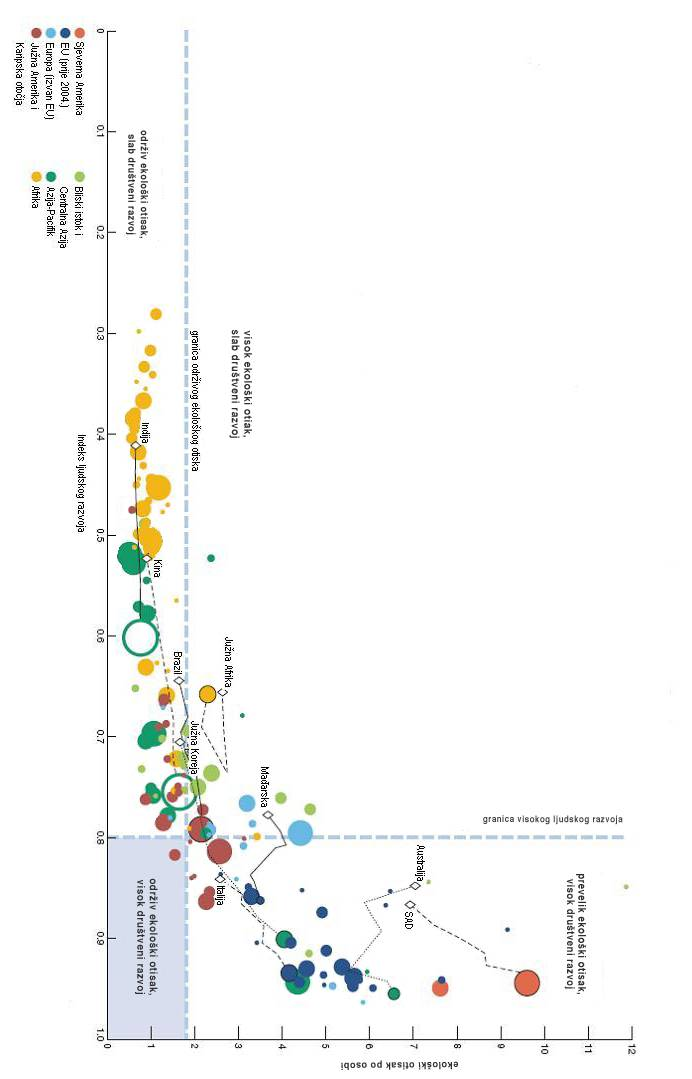 ekološki otisak po osobi
12
11
10
9
8
7
6
5
4
3
2
1
0
prevelik ekološki otisak,
visok društveni razvoj
granica visokog ljudskog razvoja
Australija
SAD
Mađarska
Italija
Južna Afrika
Južna Koreja
Brazil
Kina
Indija
visok ekološki otiak,
slab društveni razvoj
granica održivog ekološkog otiska
održiv ekološki otisak,
slab društveni razvoj
održiv ekološki otisak,
visok društveni razvoj
0
0.1
0.2
0.3
0.4
0.5
0.6
0.7
0.8
0.9
1.0
Indeks ljudskog razvoja
Sjeverna Amerika
EU (prije 2004.)
Europa (izvan EU)
Južna Amerika i
Karipska otočja
Bliski istok i
Centralna Azija
Azija-Pacifik
Afrika